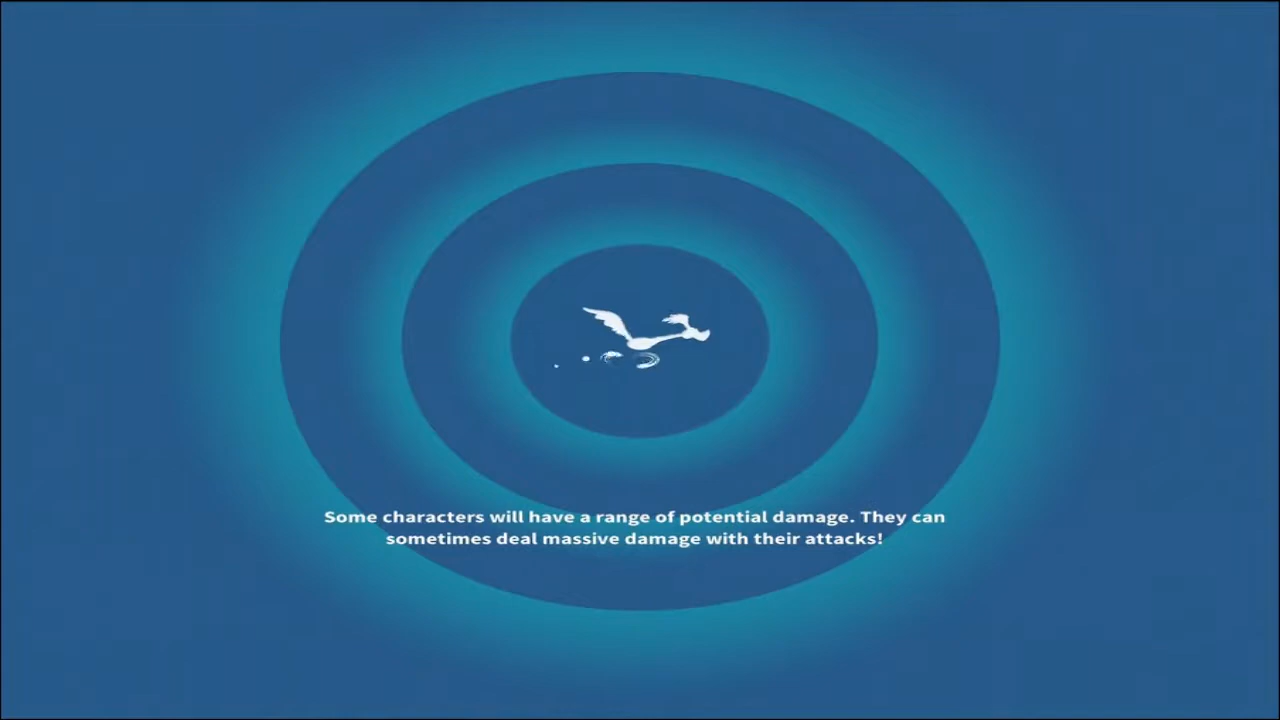 Some characters will have a range of potential damage. They can
sometimes deal massive damage with their attacks!